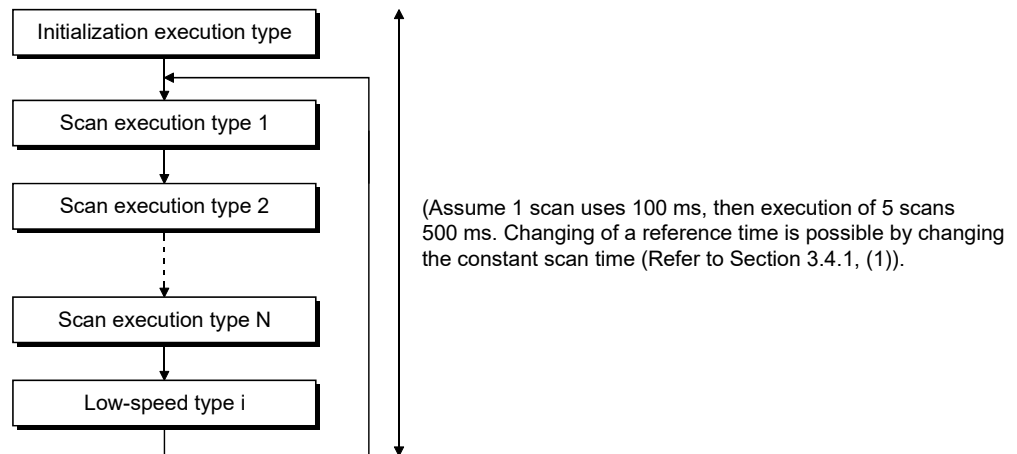 Initialization execution type
Scan execution type 1
Scan execution type 2
(Assume 1 scan uses 100 ms, then execution of 5 scans
500 ms. Changing of a reference time is possible by changing
the constant scan time (Refer to Section 3.4.1, (1)).
Scan execution type N
Low-speed type i